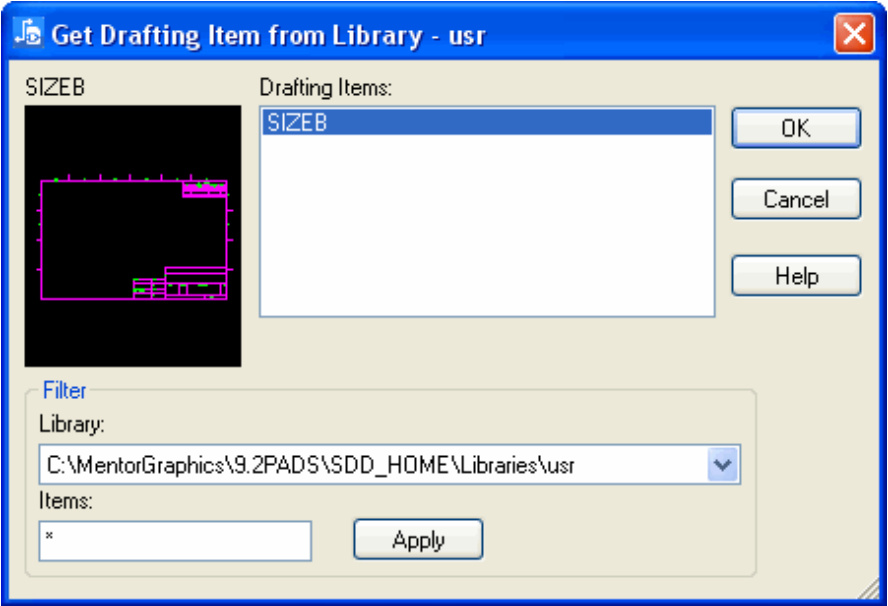 Get Drafting Item from Library - usr
SIZEB
Drafting Items:
SIZEB
OK
Cancel
Help
Filter
Library:
C:\MentorGraphics\9.2PADS\SDD_HOME\Libraries\usr
Items:
*
Apply